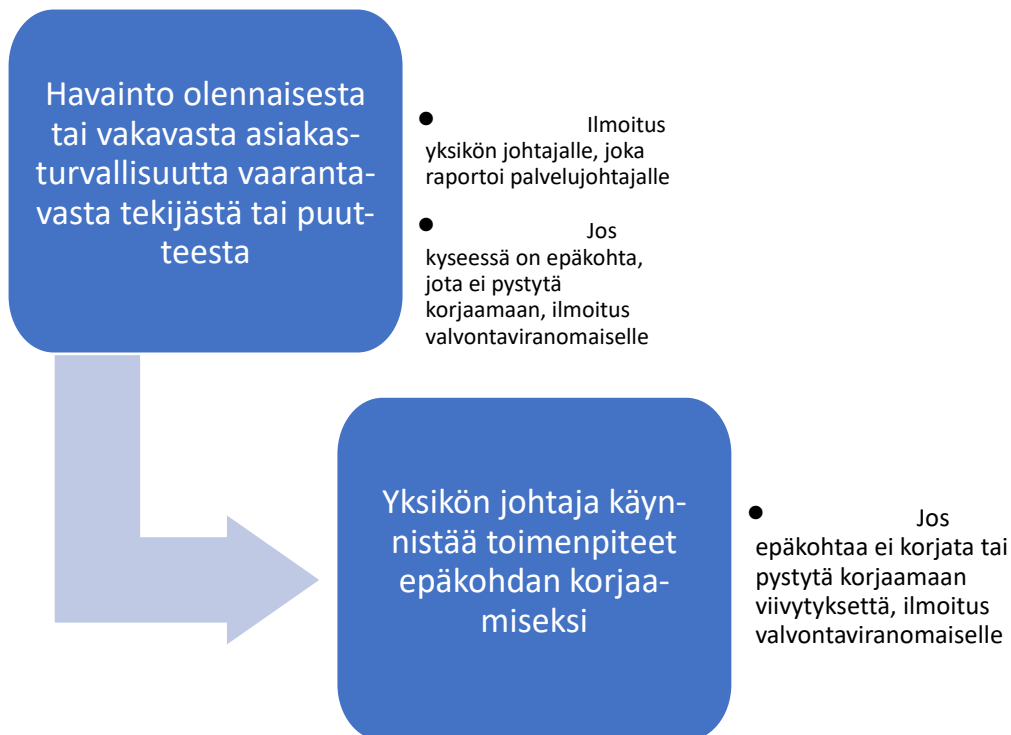 Havainto olennaisesta
tai vakavasta asiakas-
turvallisuutta vaaranta-
vasta tekijästä tai puut-
teesta
● Ilmoitus
yksikön johtajalle, joka
raportoi palvelujohtajalle
● Jos
kyseessä on epäkohta,
jota ei pystytä
korjaamaan, ilmoitus
valvontaviranomaiselle
Yksikön johtaja käyn-
nistää toimenpiteet
epäkohdan korjaa-
miseksi
● Jos
epäkohtaa ei korjata tai
pystytä korjaamaan
viivytyksettä, ilmoitus
valvontaviranomaiselle